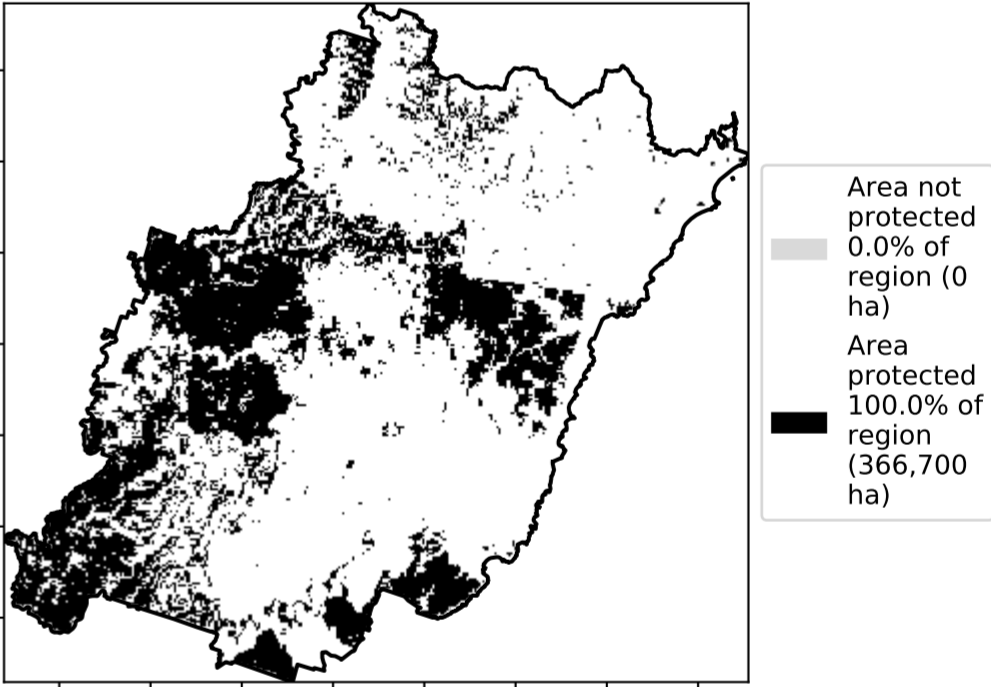 Area not
protected
0.0% of
region (0
ha)
Area
protected
100.0% of
region
(366,700
ha)